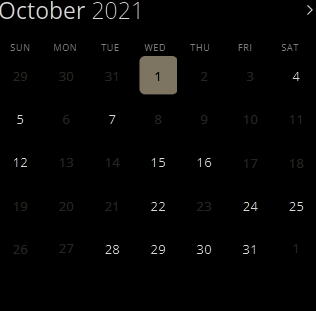 October 2021 >
SUN MON TUE WED THU FRI SAT
29 30 31 1 2 3 4
5 6 7 8 9 10 11
12 13 14 15 16 17 18
19 20 21 22 23 24 25
26 27 28 29 30 31 1